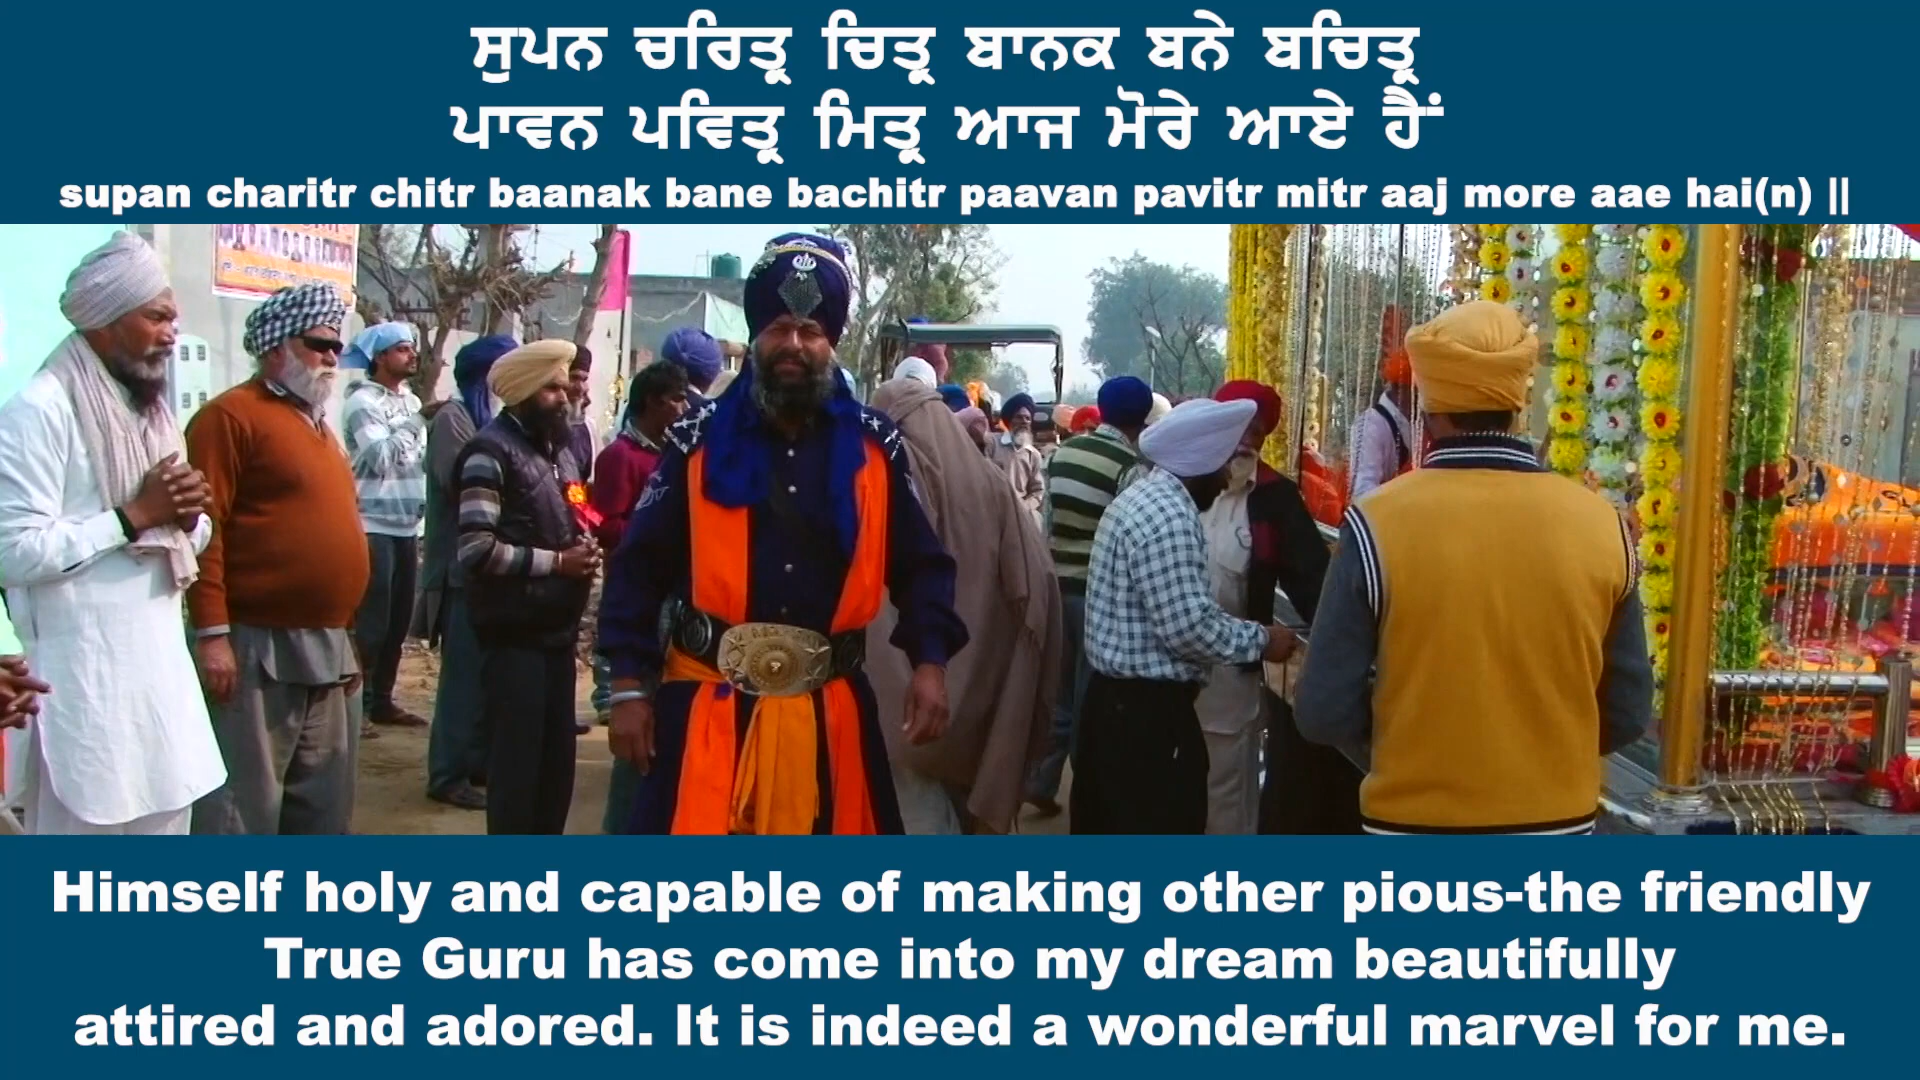 ਸੁਪਨ ਚਰਿਤ੍ਰ ਚਿਤ੍ਰ ਬਾਨਕ ਬਨੇ ਬਚਿਤ੍ਰ
ਪਾਵਨ ਪਵਿਤ੍ਰ ਮਿਤ੍ਰ ਆਜ ਮੋਰੇ ਆਏ ਹੈਂ
supan charitr chitr baanak bane bachitr paavan pavitr mitr aaj more aae hai(n) ||
Himself holy and capable of making other pious-the friendly
True Guru has come into my dream beautifully
attired and adored. It is indeed a wonderful marvel for me.